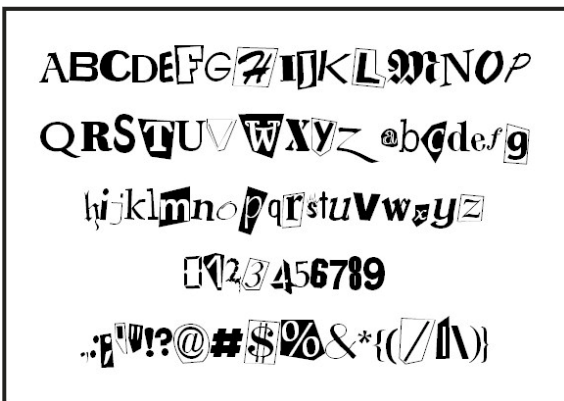 ABCDEFGHIJKLMNOP
QRSTUVWXYZ abcdefg
hijklmnopqrstuvwxyz
0123456789
.,:;"'!?@#$%&*{(/|\)}